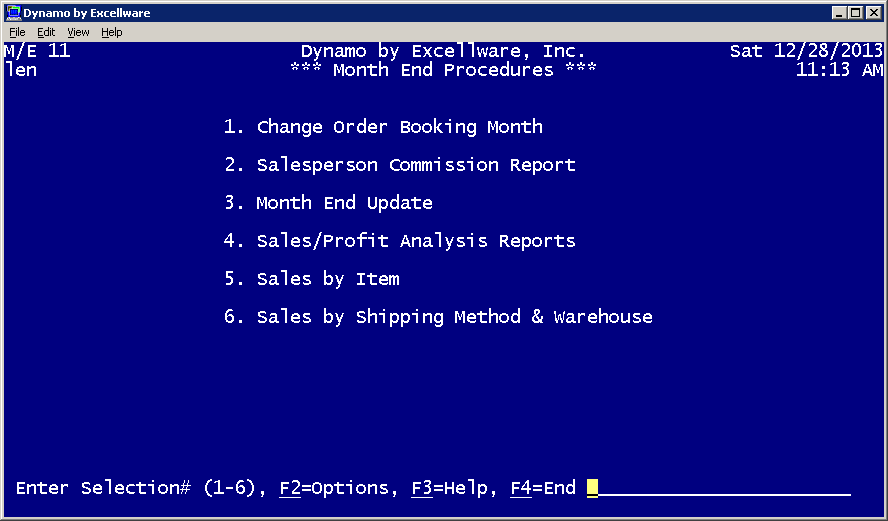 Dynamo by Excellware
File Edit View Help
M/E 11 Dynamo by Excellware, Inc. Sat 12/28/2013
len *** Month End Procedures *** 11:13 AM
1. Change Order Booking Month
2. Salesperson Commission Report
3. Month End Update
4. Sales/Profit Analysis Reports
5. Sales by Item
6. Sales by Shipping Method & Warehouse
Enter Selection# (1-6), F2=Options, F3=Help, F4=End